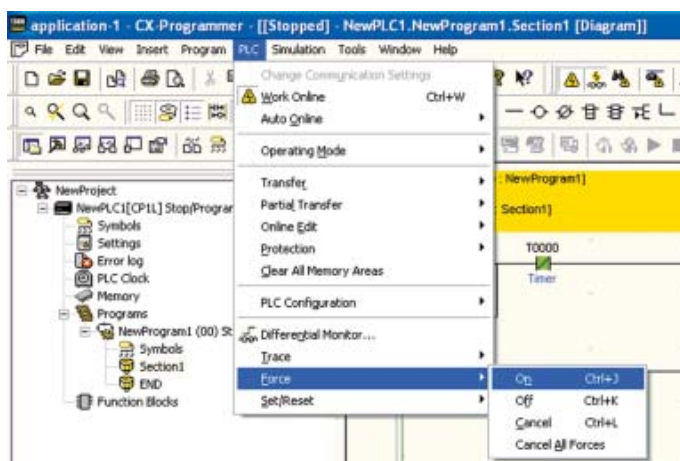 application-1 - CX-Programmer - [[Stopped] - NewPLC1.NewProgram1.Section1 [Diagram]]
File Edit View Insert Program PLC Simulation Tools Window Help
Change Communication Settings
Work Online Ctrl+W
Auto Online
Operating Mode
Transfer
Partial Transfer
Online Edit
Protection
Clear All Memory Areas
PLC Configuration
Differential Monitor...
Trace
Force
Set/Reset
On Ctrl+J
Off Ctrl+K
Cancel Ctrl+L
Cancel All Forces
NewProject
NewPLC1[CP1L] Stop/Program
Symbols
Settings
Error log
PLC Clock
Memory
Programs
NewProgram1 (00) St
Symbols
Section1
END
Function Blocks
: NewProgram1]
Section1]
T0000
Timer